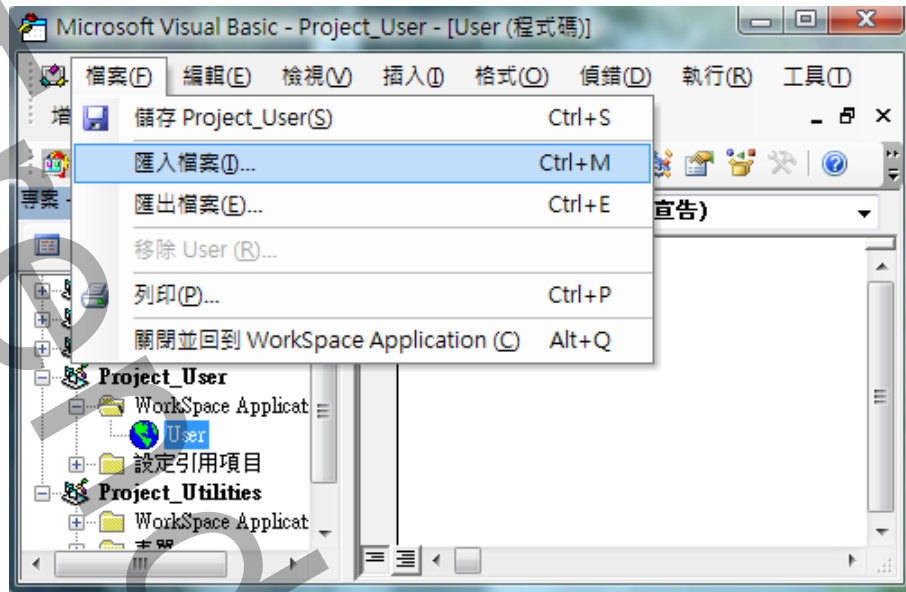 Microsoft Visual Basic - Project_User - [User (程式碼)]
檔案(F) 編輯(E) 檢視(V) 插入(I) 格式(O) 偵錯(D) 執行(R) 工具(T)
增
儲存 Project_User(S) Ctrl+S
匯入檔案(I)... Ctrl+M
專案 -
匯出檔案(E)... Ctrl+E
宣告)
移除 User (R)...
列印(P)... Ctrl+P
關閉並回到 WorkSpace Application (C) Alt+Q
Project_User
WorkSpace Applicat
User
設定引用項目
Project_Utilities
WorkSpace Applicat